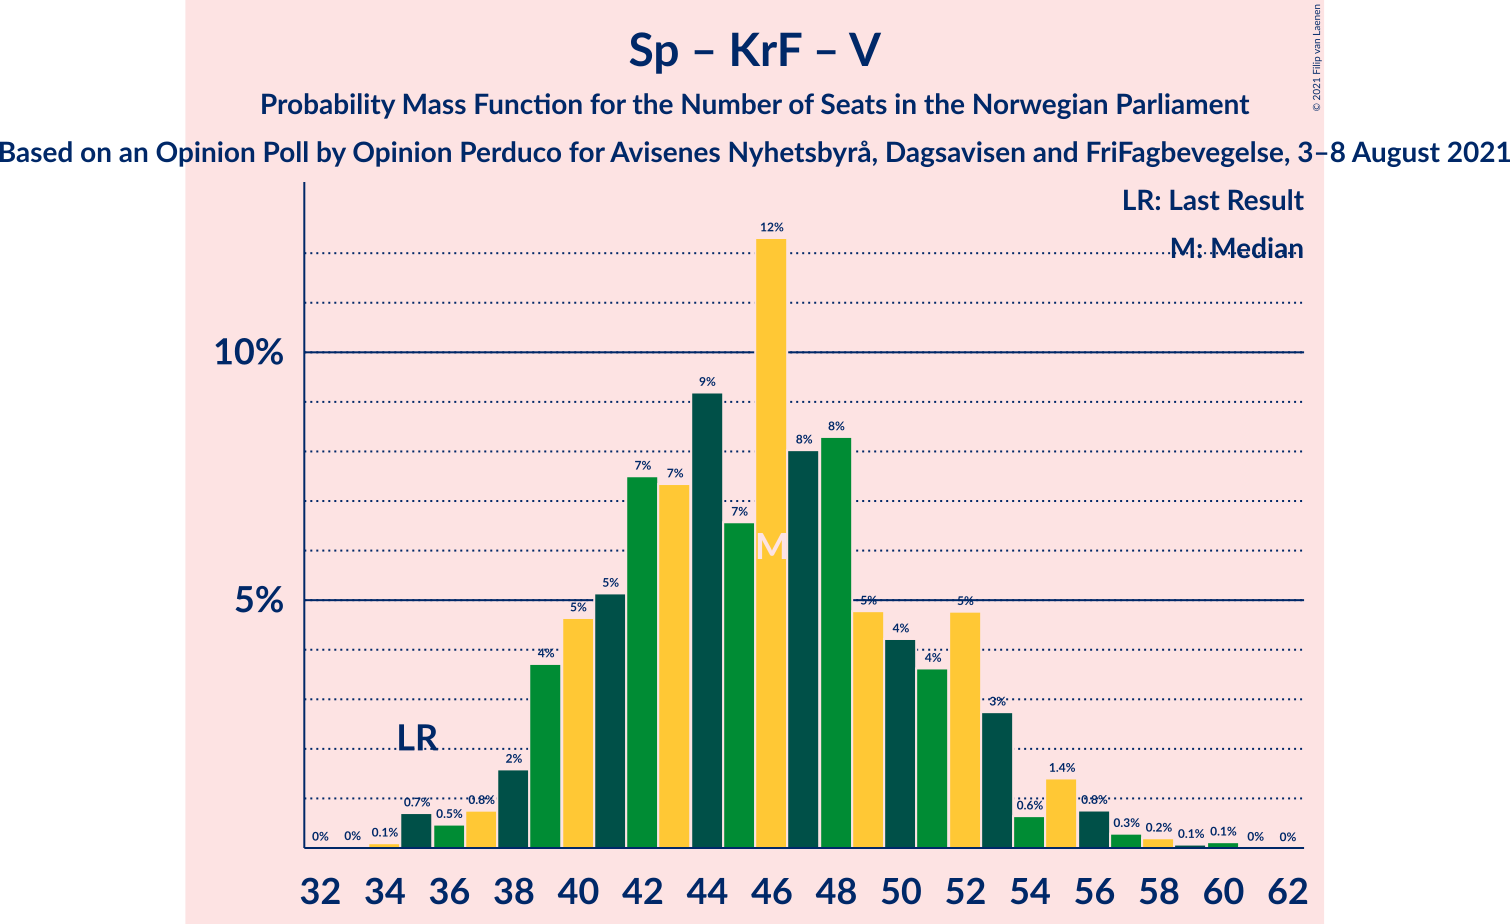 Sp – KrF – V
© 2021 Filip van Laenen
Probability Mass Function for the Number of Seats in the Norwegian Parliament
Based on an Opinion Poll by Opinion Perduco for Avisenes Nyhetsbyrå, Dagsavisen and FriFagbevegelse, 3–8 August 2021
LR: Last Result
M: Median
10%
5%
LR
M
0% 0% 0.1% 0.7% 0.5% 0.8% 2% 4% 5% 5% 7% 7% 9% 7% 12% 8% 8% 5% 4% 4% 5% 3% 0.6% 1.4% 0.8% 0.3% 0.2% 0.1% 0.1% 0% 0%
32 34 36 38 40 42 44 46 48 50 52 54 56 58 60 62